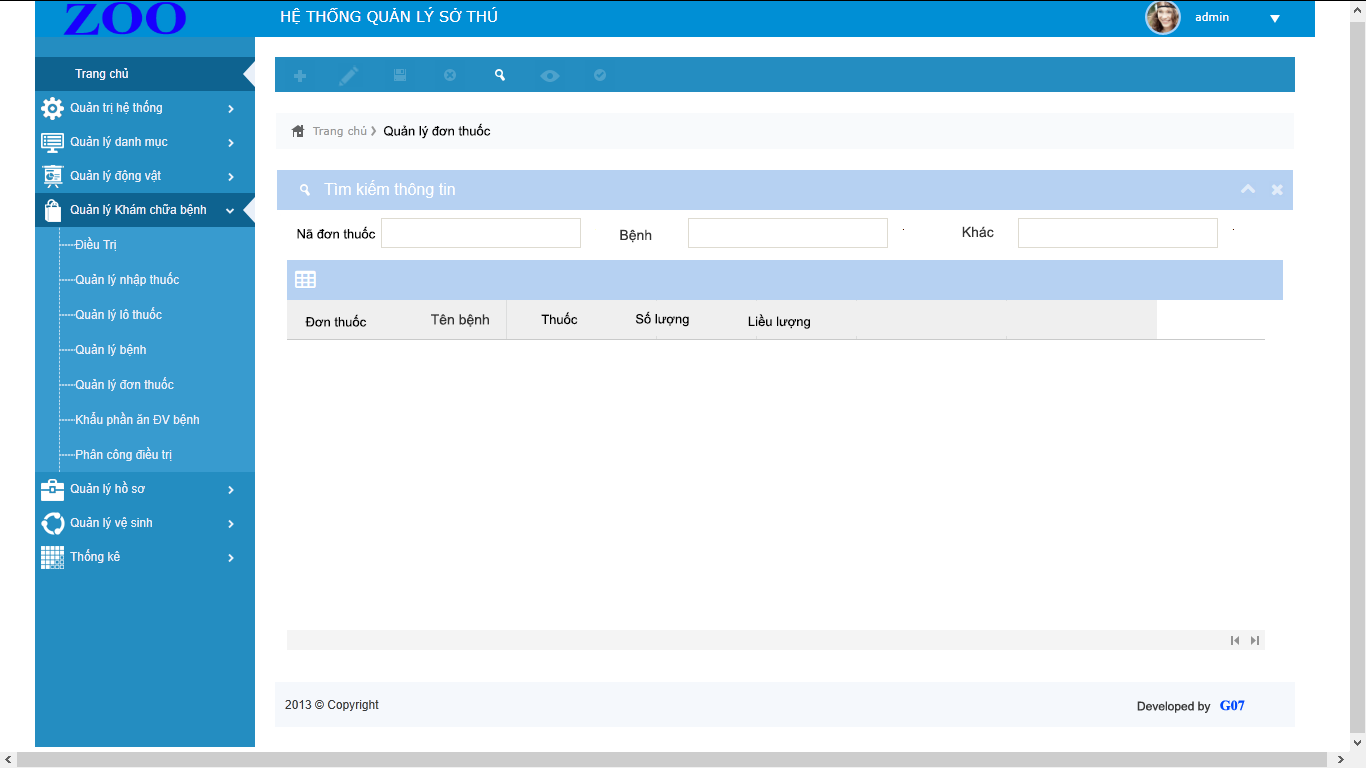 ZOO
HỆ THỐNG QUẢN LÝ SỞ THÚ
admin
Trang chủ
Quản trị hệ thống
Quản lý danh mục
Quản lý động vật
Quản lý Khám chữa bệnh
Điều Trị
Quản lý nhập thuốc
Quản lý lô thuốc
Quản lý bệnh
Quản lý đơn thuốc
Khẩu phần ăn ĐV bệnh
Phân công điều trị
Quản lý hồ sơ
Quản lý vệ sinh
Thống kê
Trang chủ › Quản lý đơn thuốc
Tìm kiếm thông tin
Nã đơn thuốc Bệnh Khác
Đơn thuốc Tên bệnh Thuốc Số lượng Liều lượng
2013 © Copyright
Developed by G07